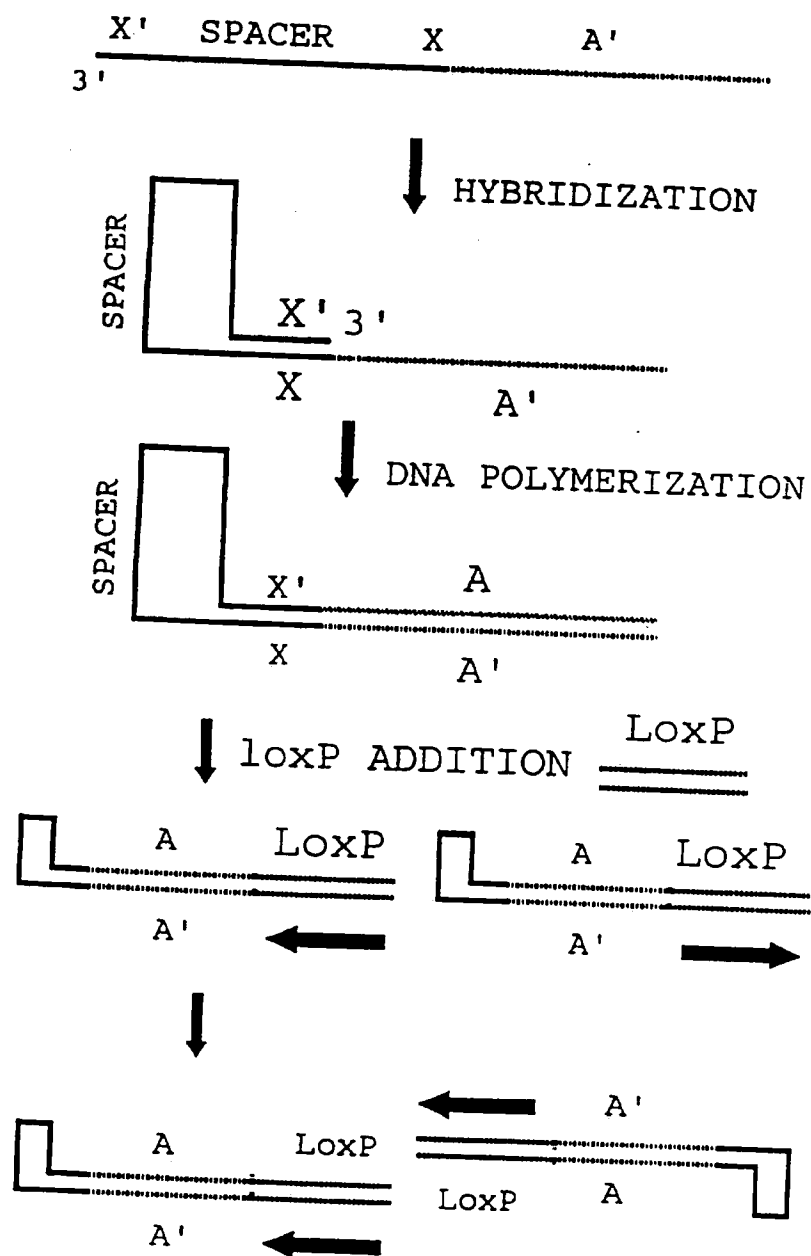 X' SPACER X A'
3'
HYBRIDIZATION
SPACER
X' 3'
X A'
DNA POLYMERIZATION
SPACER
X' A
X A'
loxP ADDITION LoxP
A LoxP A LoxP
A' A'
A'
A LoxP
LoxP A
A'